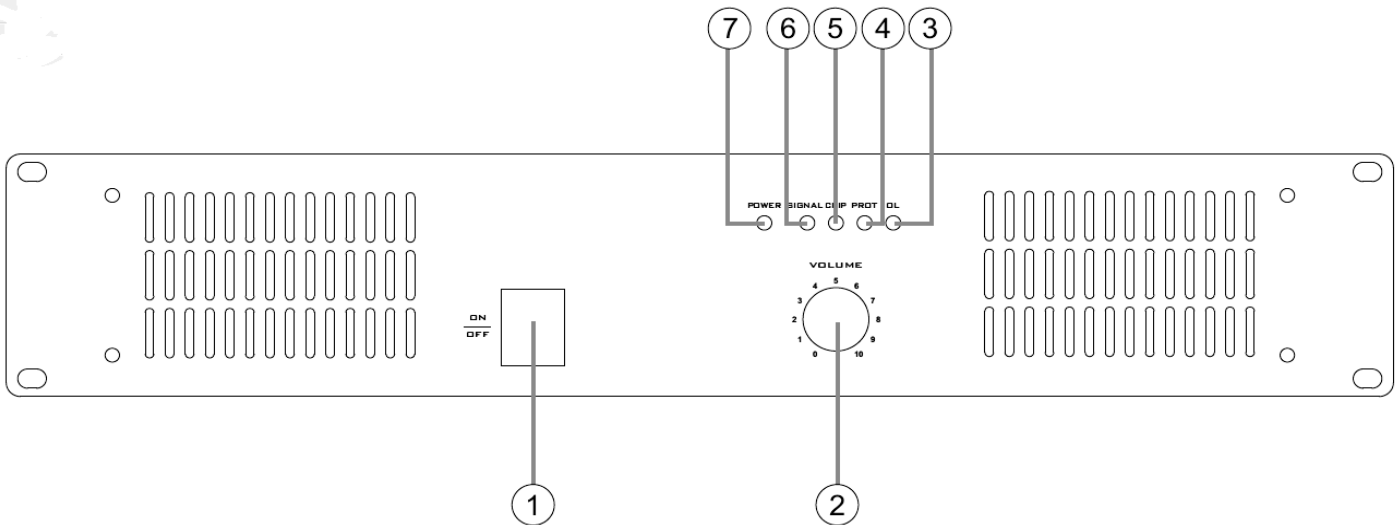 7 6 5 4 3
POWER SIGNAL CLIP PROT OL
VOLUME
0 1 2 3 4 5 6 7 8 9 10
ON
OFF
1 2